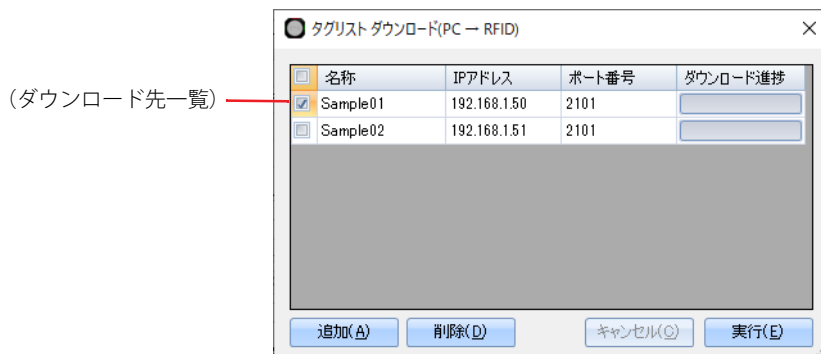 タグリスト ダウンロード(PC → RFID)
名称 IPアドレス ポート番号 ダウンロード進捗
(ダウンロード先一覧)
Sample01 192.168.1.50 2101
Sample02 192.168.1.51 2101
追加(A) 削除(D) キャンセル(C) 実行(E)